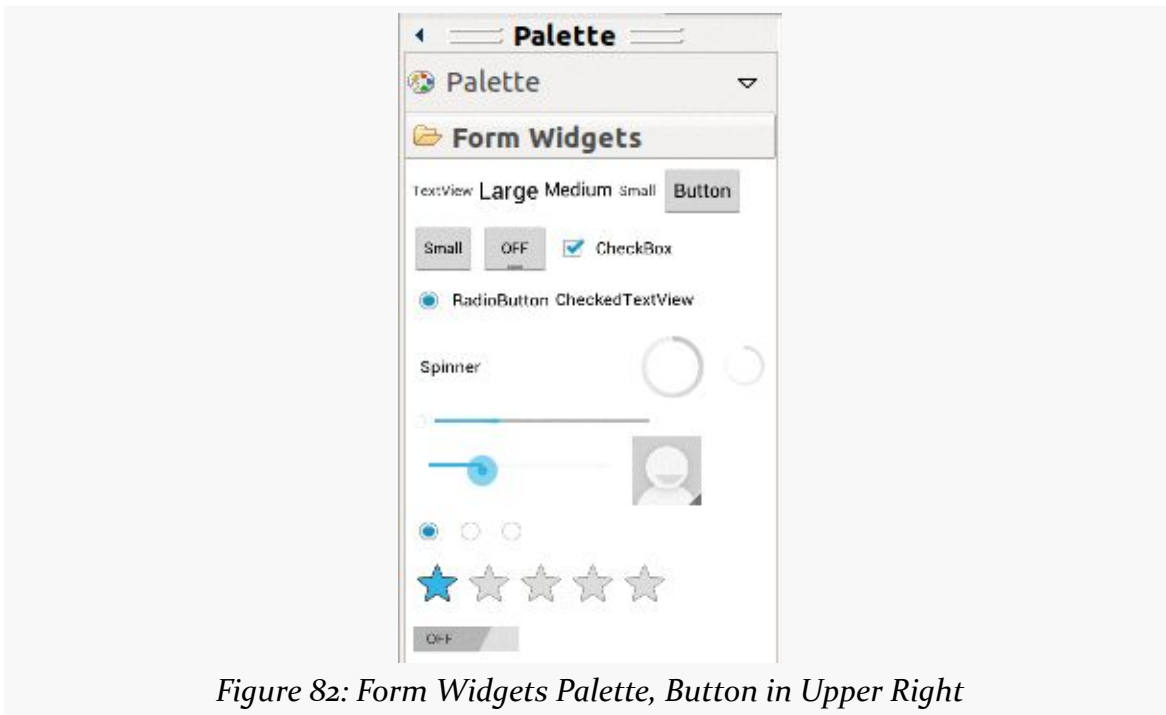 Palette
Palette
Form Widgets
TextView Large Medium Small Button
Small OFF CheckBox
RadioButton CheckedTextView
Spinner
OFF
Figure 82: Form Widgets Palette, Button in Upper Right